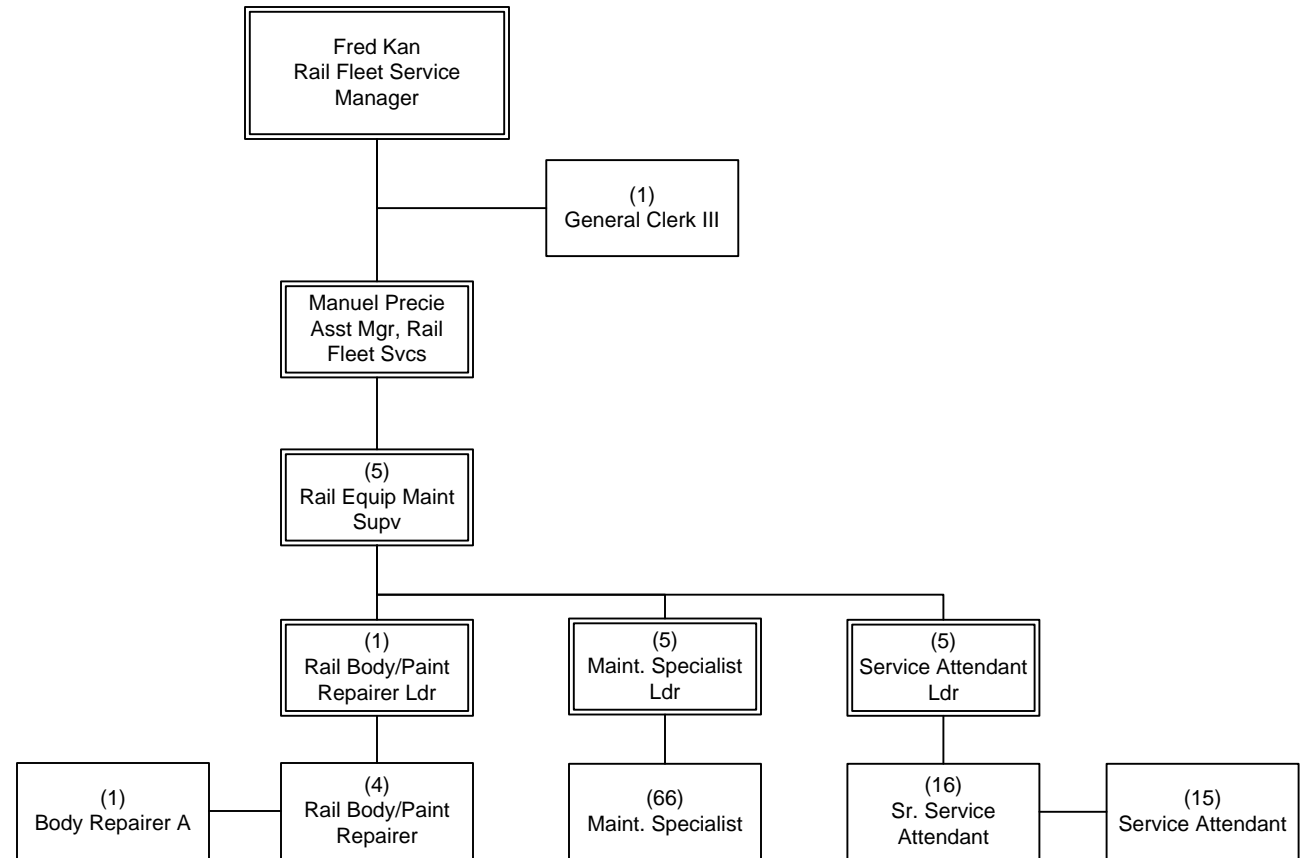 Fred Kan
Rail Fleet Service
Manager
(1)
General Clerk III
Manuel Precie
Asst Mgr, Rail
Fleet Svcs
(5)
Rail Equip Maint
Supv
(1)
Rail Body/Paint
Repairer Ldr
(5)
Maint. Specialist
Ldr
(5)
Service Attendant
Ldr
(1)
Body Repairer A
(4)
Rail Body/Paint
Repairer
(66)
Maint. Specialist
(16)
Sr. Service
Attendant
(15)
Service Attendant